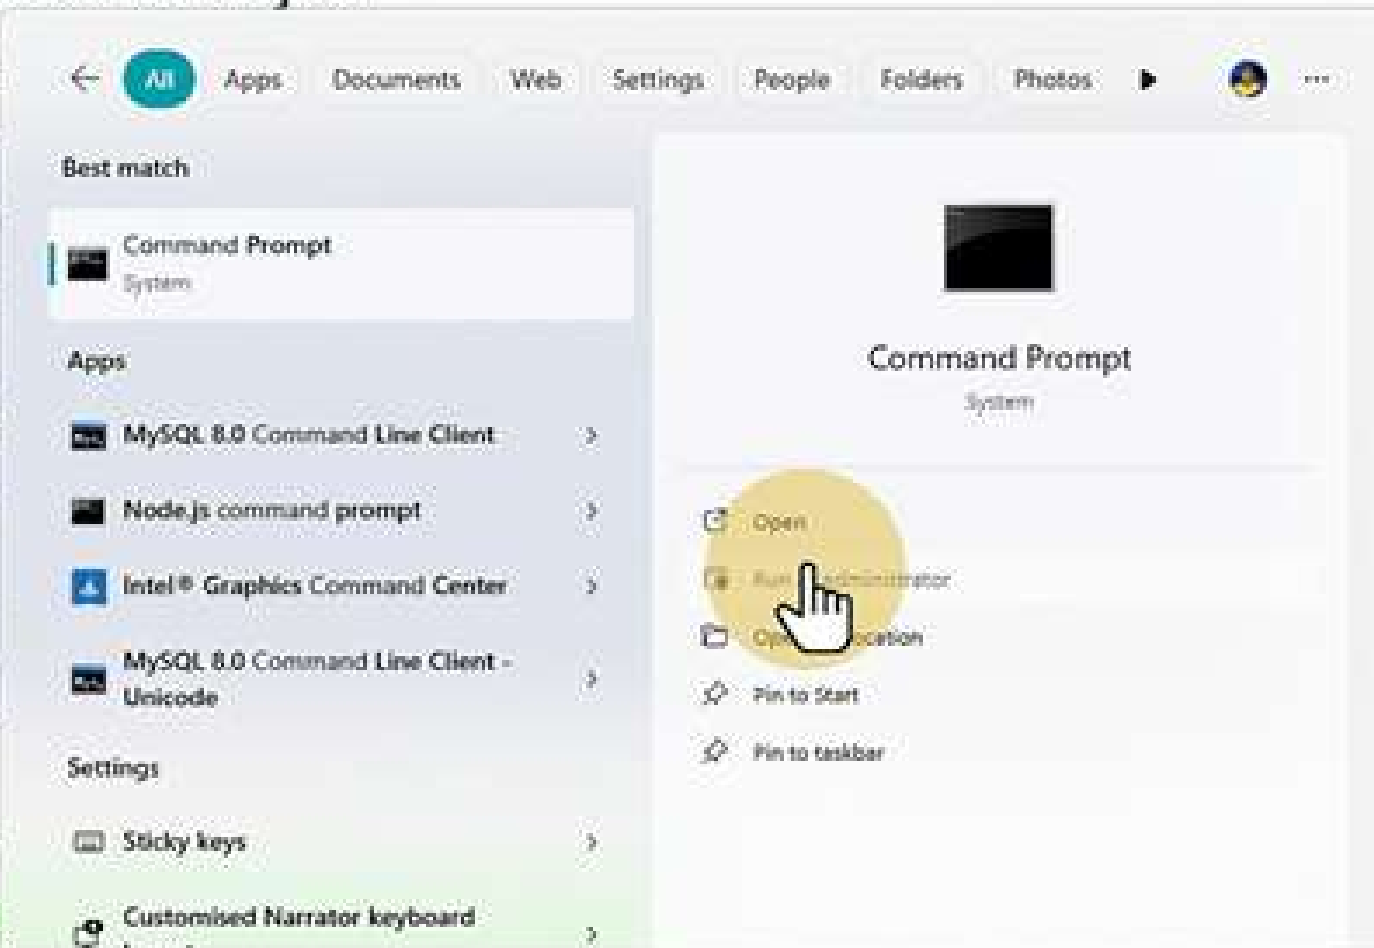 All Apps Documents Web Settings People Folders Photos
Best match
Command Prompt
System
Apps
MySQL 8.0 Command Line Client
Node.js command prompt
Intel® Graphics Command Center
MySQL 8.0 Command Line Client -
Unicode
Settings
Sticky keys
Customised Narrator keyboard
Command Prompt
System
Open
Run administrator
Pin to Start
Pin to taskbar